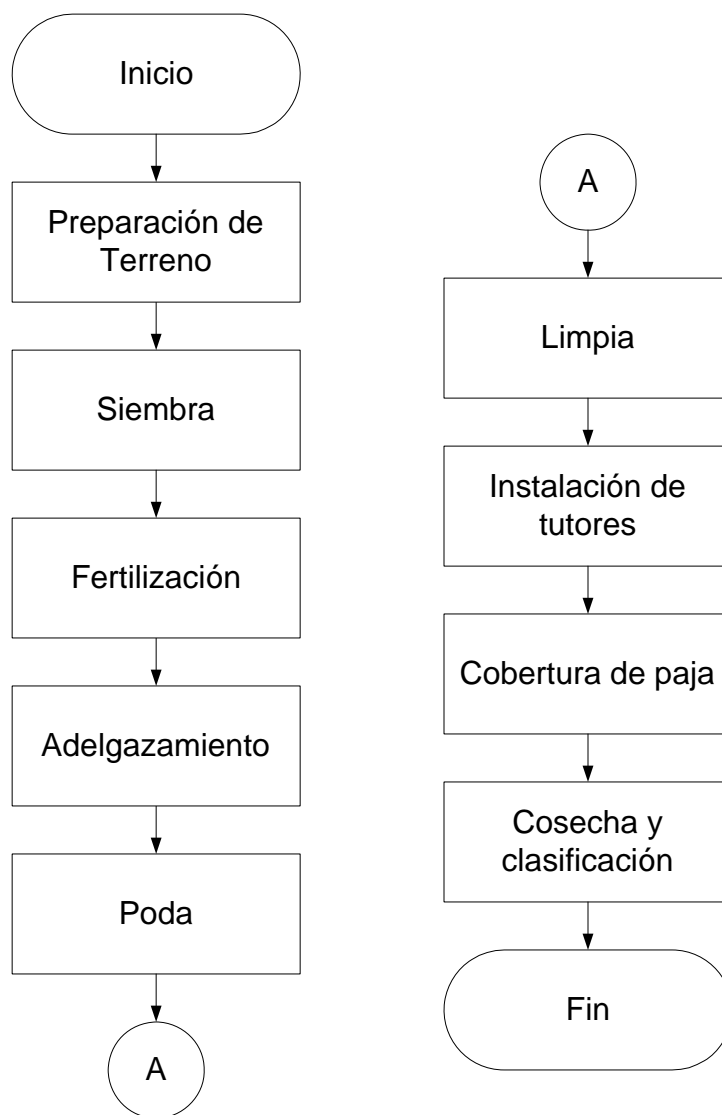 Inicio
Preparación de
Terreno
Siembra
Fertilización
Adelgazamiento
Poda
A
A
Limpia
Instalación de
tutores
Cobertura de paja
Cosecha y
clasificación
Fin